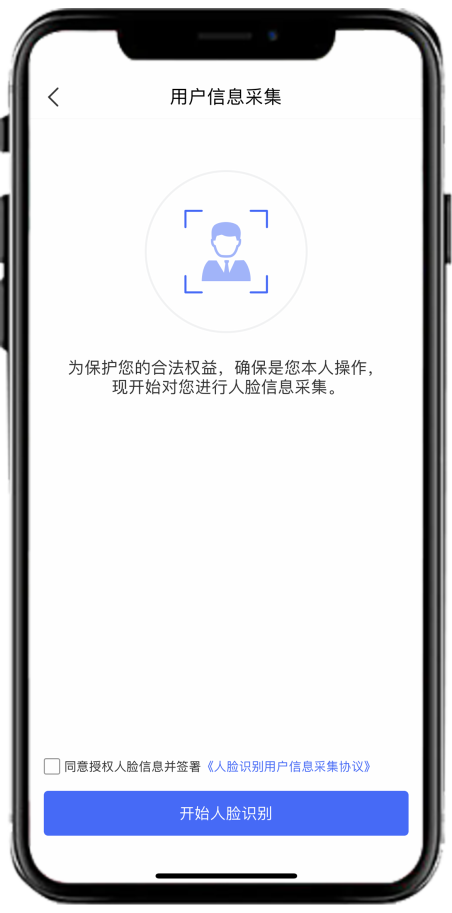 用户信息采集
为保护您的合法权益，确保是您本人操作，
现开始对您进行人脸信息采集。
同意授权人脸信息并签署《人脸识别用户信息采集协议》
开始人脸识别